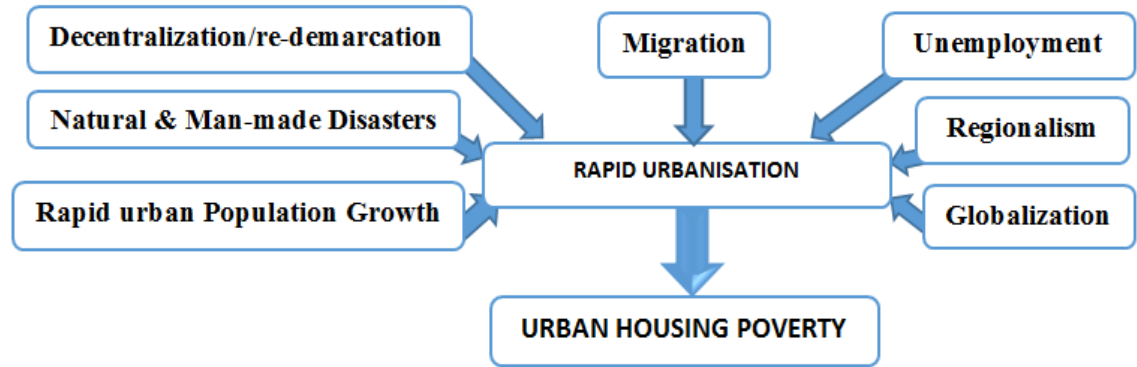 Decentralization/re-demarcation
Migration
Unemployment
Natural & Man-made Disasters
Regionalism
RAPID URBANISATION
Rapid urban Population Growth
Globalization
URBAN HOUSING POVERTY